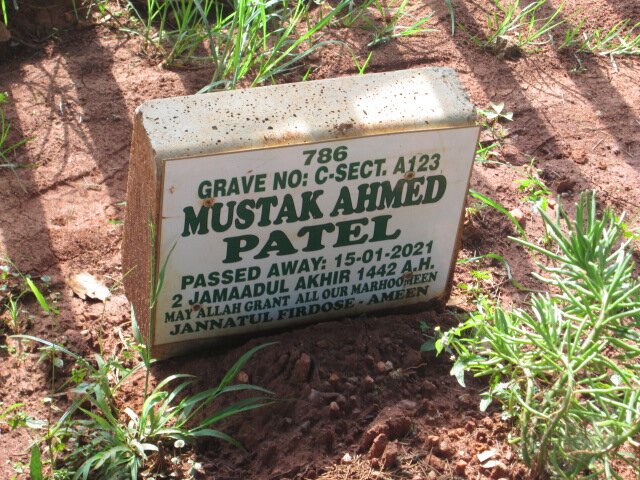 786
GRAVE NO: C-SECT. A123
MUSTAK AHMED
PATEL
PASSED AWAY: 15-01-2021
2 JAMAADUL AKHIR 1442 A.H.
MAY ALLAH GRANT ALL OUR MARHOOMEEN
JANNATUL FIRDOSE - AMEEN